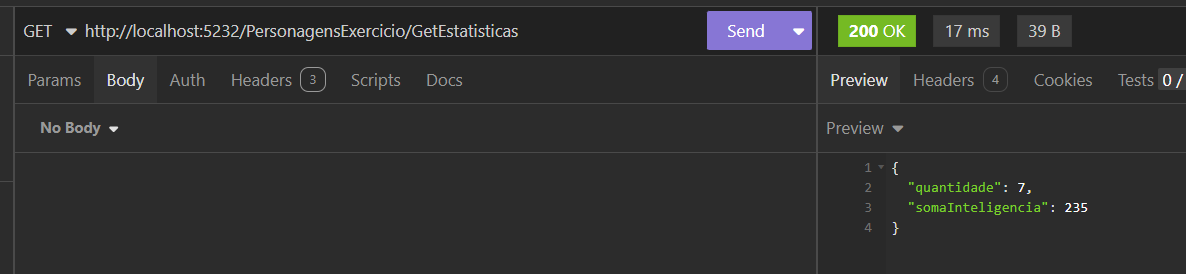 GET http://localhost:5232/PersonagensExercicio/GetEstatisticas Send 200 OK 17 ms 39 B
Params Body Auth Headers 3 Scripts Docs Preview Headers 4 Cookies Tests 0 /
No Body Preview
1 {
2 "quantidade": 7,
3 "somaInteligencia": 235
4 }